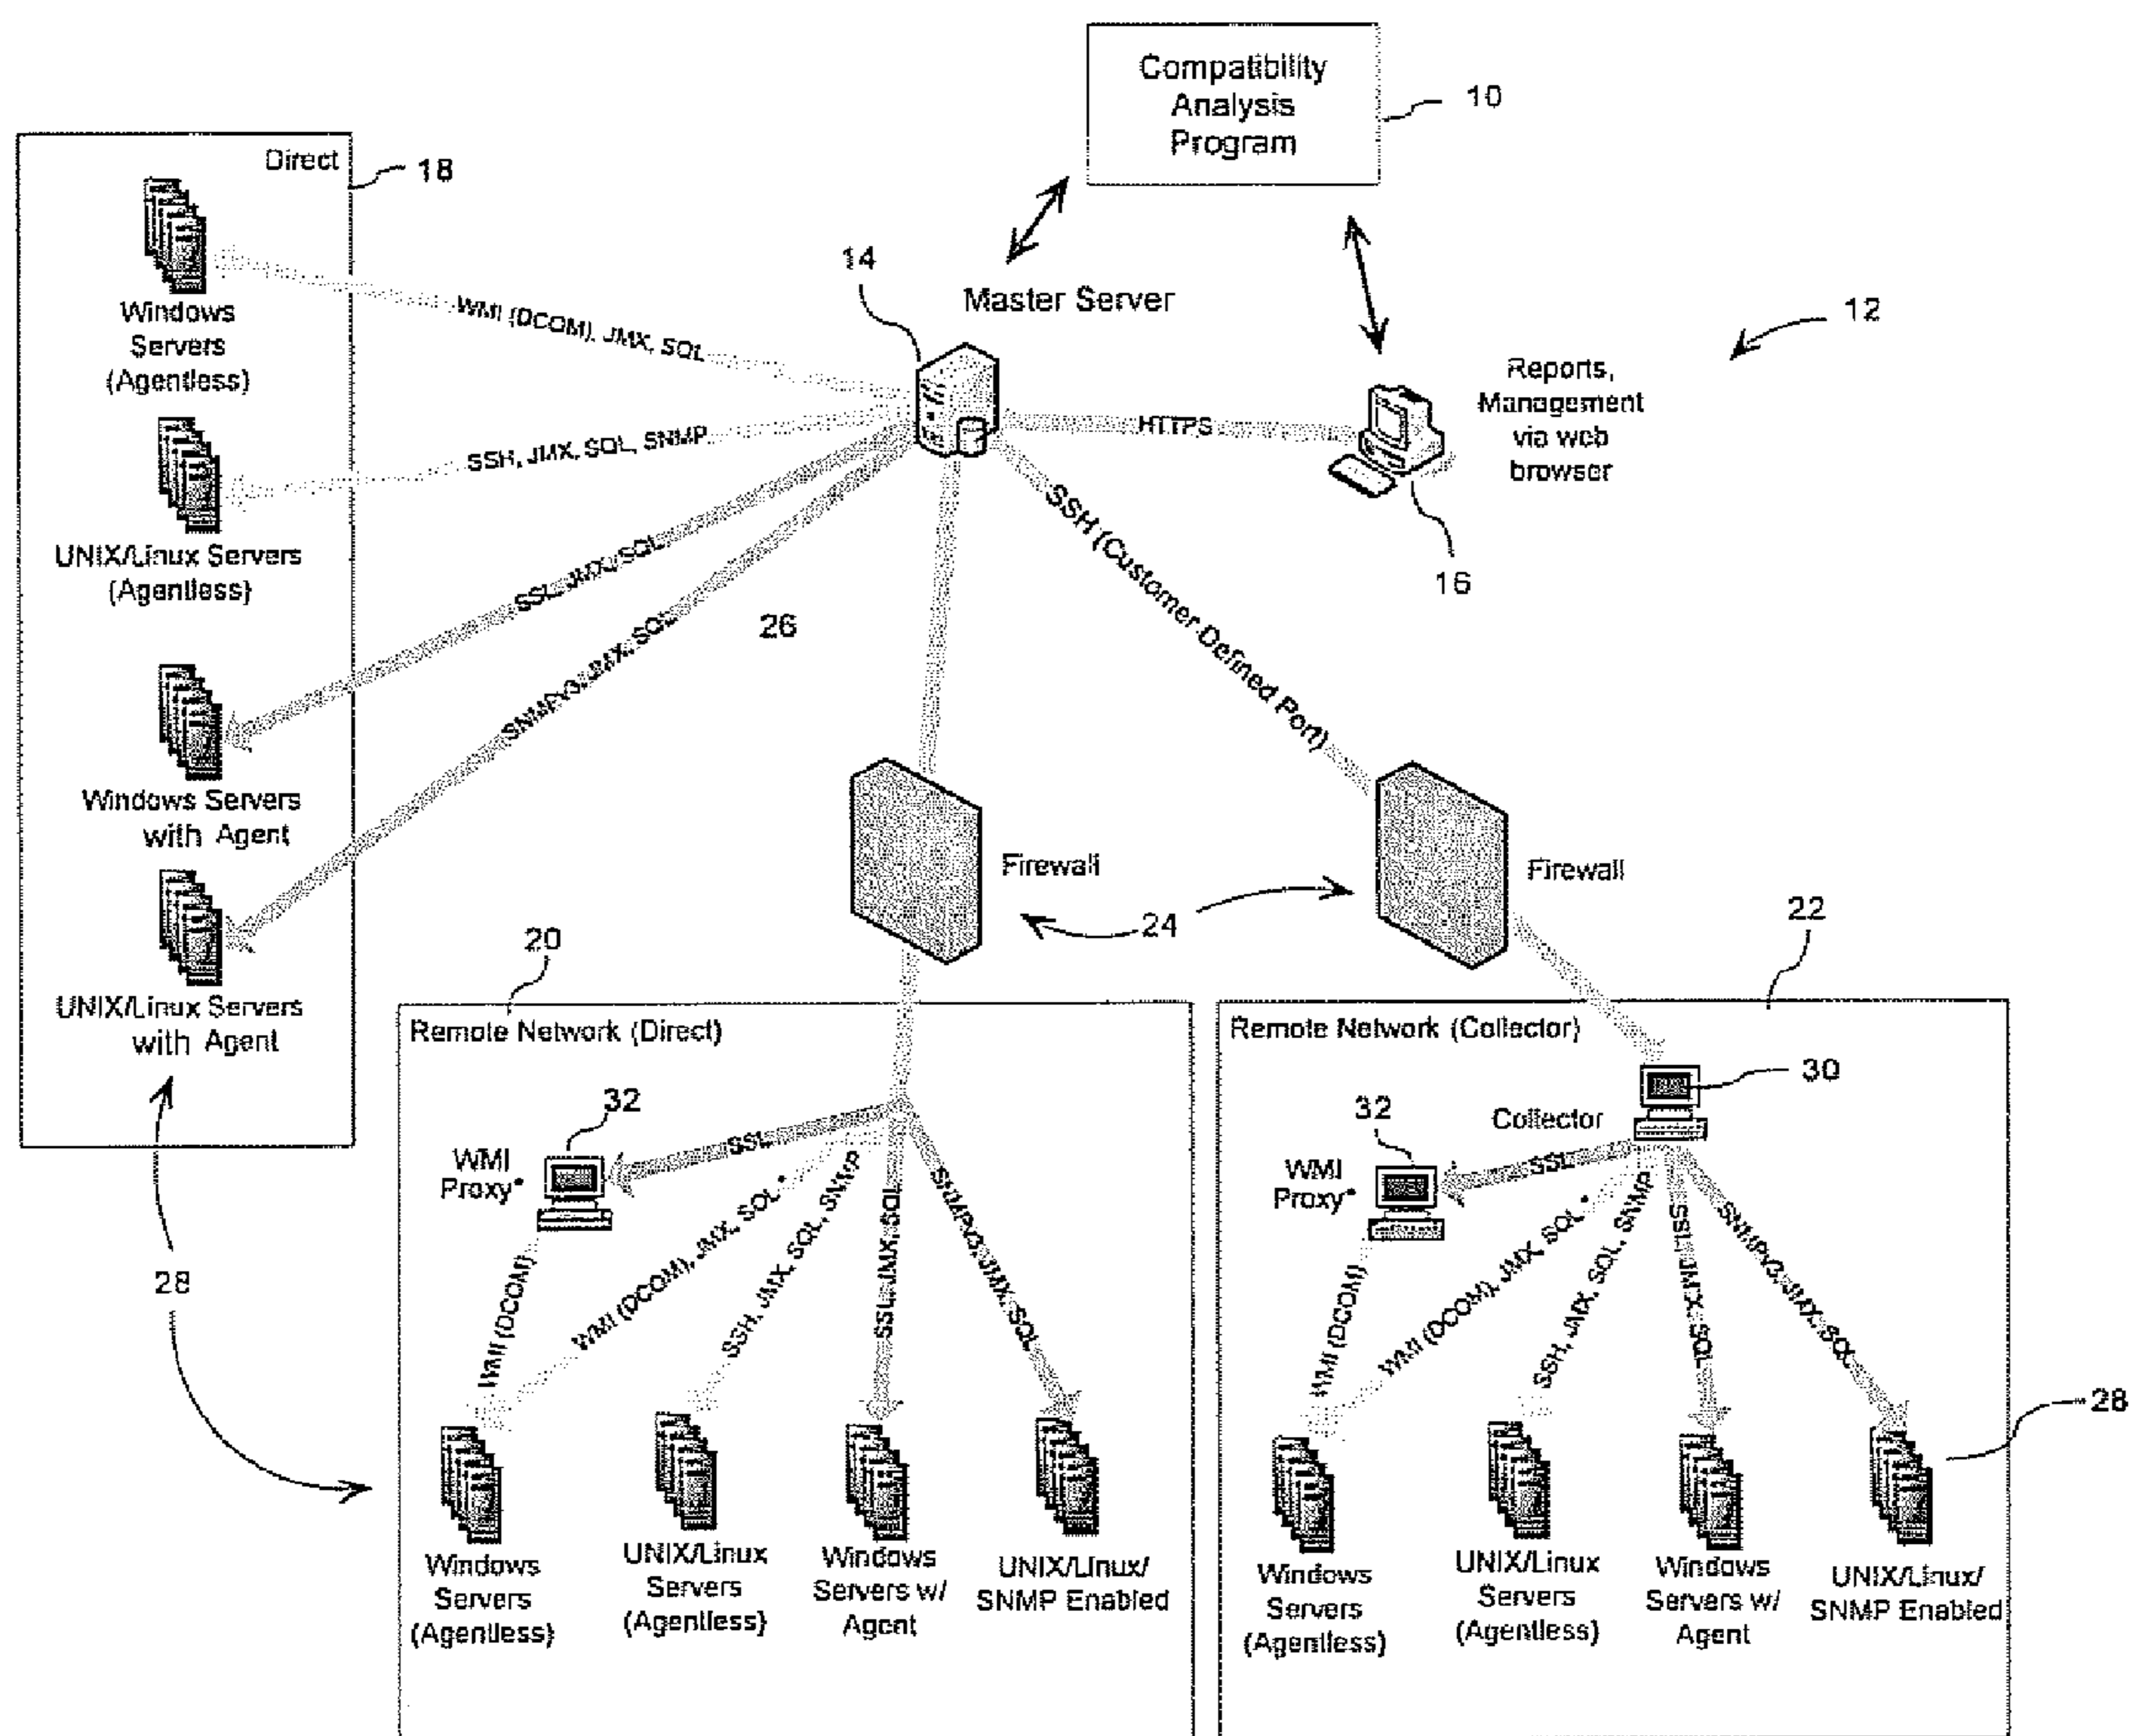 Compatibility
Analysis
Program
10
Direct
18
Windows
Servers
(Agentless)
WMI (DCOM), JMX, SQL
14
Master Server
12
Reports,
Management
via web
browser
HTTPS
16
UNIX/Linux Servers
(Agentless)
SSH, JMX, SQL, SNMP
SSL, JMX, SQL
SNMPv3, JMX, SQL
26
SSH (Customer Defined Port)
Windows Servers
with Agent
UNIX/Linux Servers
with Agent
Firewall
Firewall
24
20
22
28
Remote Network (Direct)
32
WMI
Proxy*
SSL
WMI (DCOM)
WMI (DCOM), JMX, SQL *
SSH, JMX, SQL, SNMP
SSL, JMX, SQL
SNMPv3, JMX, SQL
Windows
Servers
(Agentless)
UNIX/Linux
Servers
(Agentless)
Windows
Servers w/
Agent
UNIX/Linux/
SNMP Enabled
Remote Network (Collector)
30
Collector
32
WMI
Proxy*
SSL
WMI (DCOM)
WMI (DCOM), JMX, SQL *
SSH, JMX, SQL, SNMP
SSL, JMX, SQL
SNMPv3, JMX, SQL
28
Windows
Servers
(Agentless)
UNIX/Linux
Servers
(Agentless)
Windows
Servers w/
Agent
UNIX/Linux/
SNMP Enabled